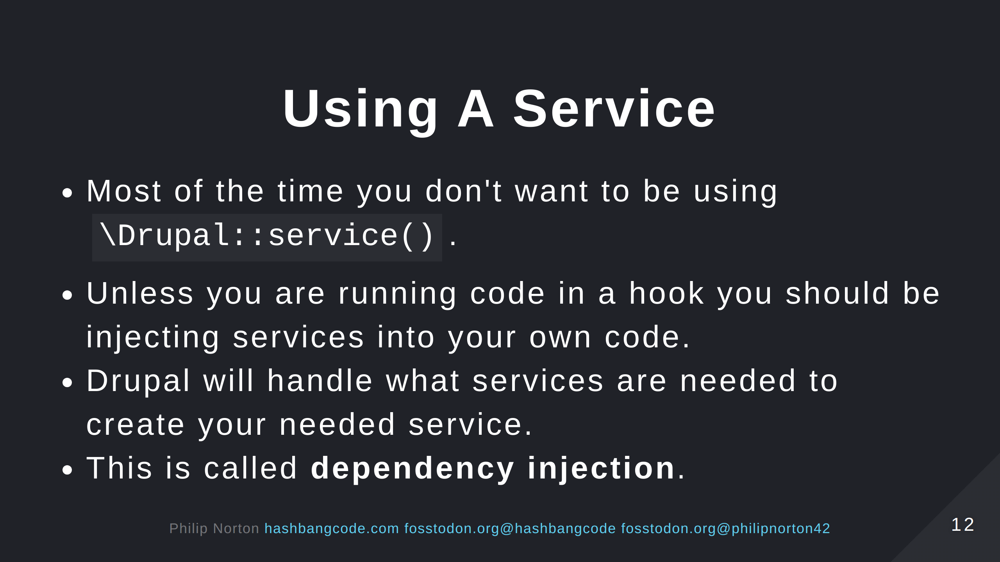 Using A Service
• Most of the time you don't want to be using
\Drupal::service() .
• Unless you are running code in a hook you should be
injecting services into your own code.
• Drupal will handle what services are needed to
create your needed service.
• This is called dependency injection.
Philip Norton hashbangcode.com fosstodon.org@hashbangcode fosstodon.org@philipnorton42
12